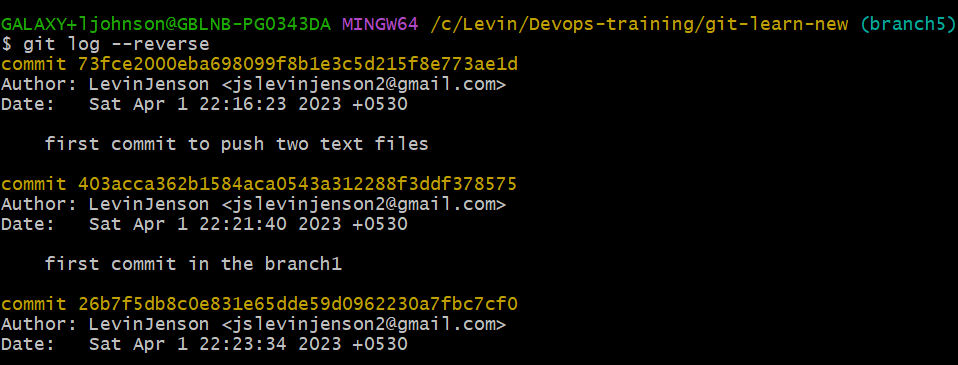 GALAXY+ljohnson@GBLNB-PG0343DA MINGW64 /c/Levin/Devops-training/git-learn-new (branch5)
$ git log --reverse
commit 73fce2000eba698099f8b1e3c5d215f8e773ae1d
Author: LevinJenson <jslevinjenson2@gmail.com>
Date:   Sat Apr 1 22:16:23 2023 +0530
    first commit to push two text files
commit 403acca362b1584aca0543a312288f3ddf378575
Author: LevinJenson <jslevinjenson2@gmail.com>
Date:   Sat Apr 1 22:21:40 2023 +0530
    first commit in the branch1
commit 26b7f5db8c0e831e65dde59d0962230a7fbc7cf0
Author: LevinJenson <jslevinjenson2@gmail.com>
Date:   Sat Apr 1 22:23:34 2023 +0530